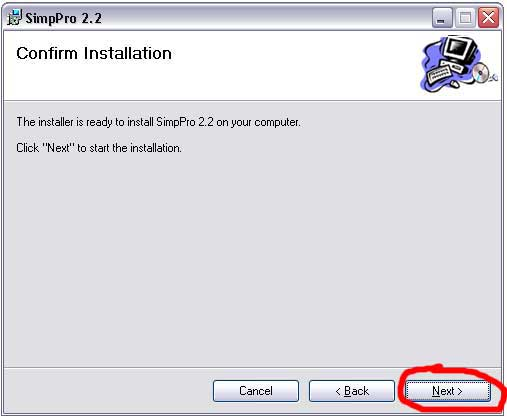 SimpPro 2.2
Confirm Installation
The installer is ready to install SimpPro 2.2 on your computer.
Click "Next" to start the installation.
Cancel
< Back
Next >